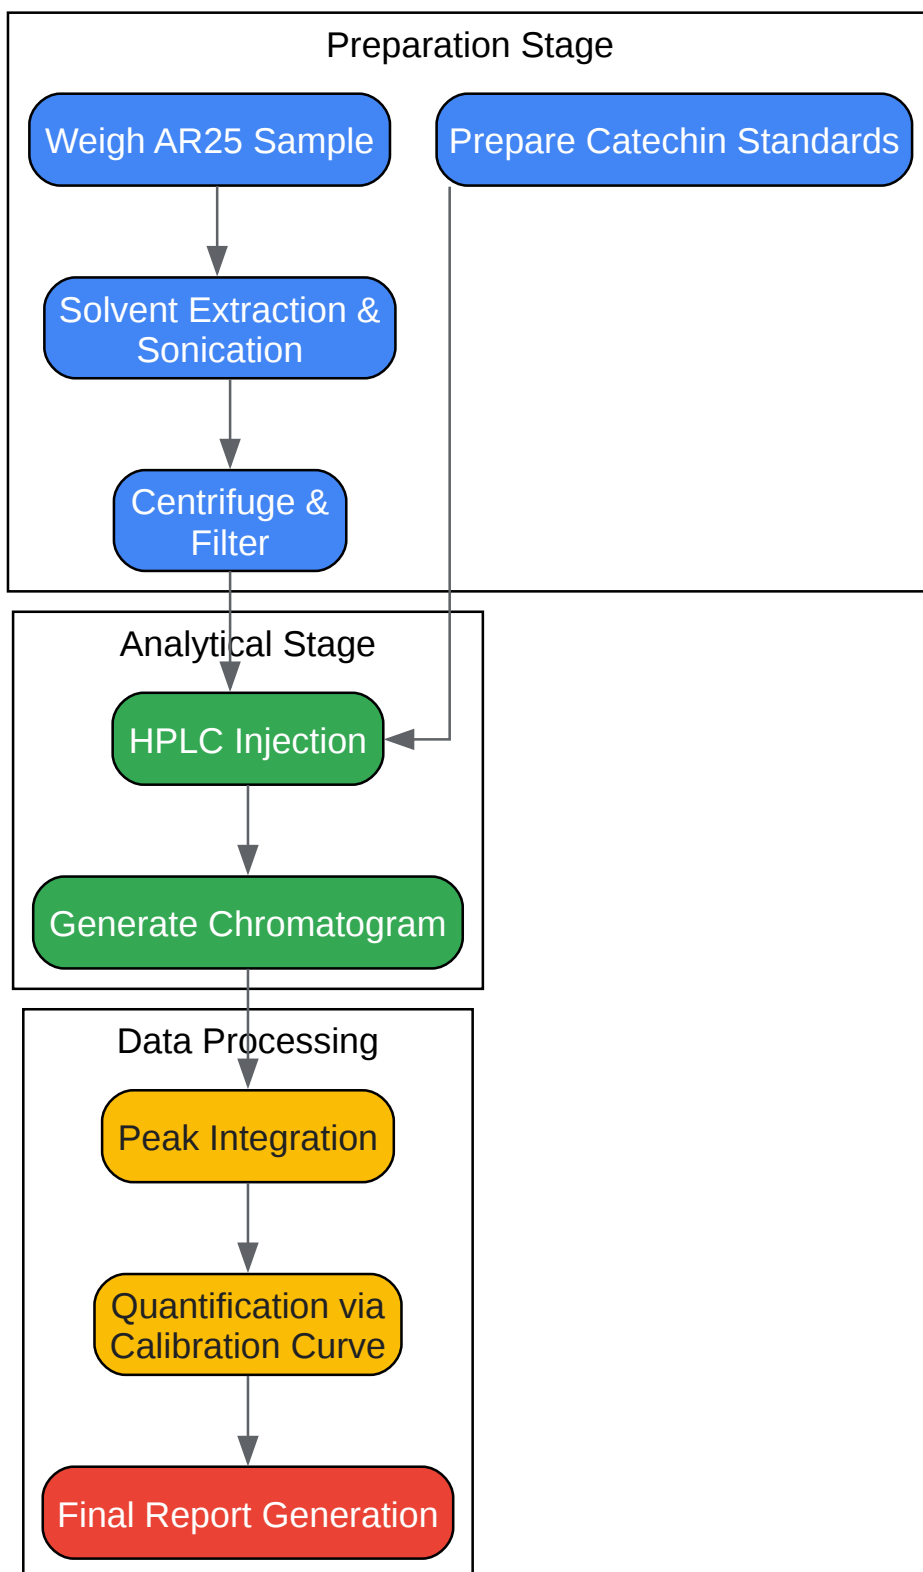 Preparation Stage
Weigh AR25 Sample
Prepare Catechin Standards
Solvent Extraction &
Sonication
Centrifuge &
Filter
Analytical Stage
HPLC Injection
Generate Chromatogram
Data Processing
Peak Integration
Quantification via
Calibration Curve
Final Report Generation